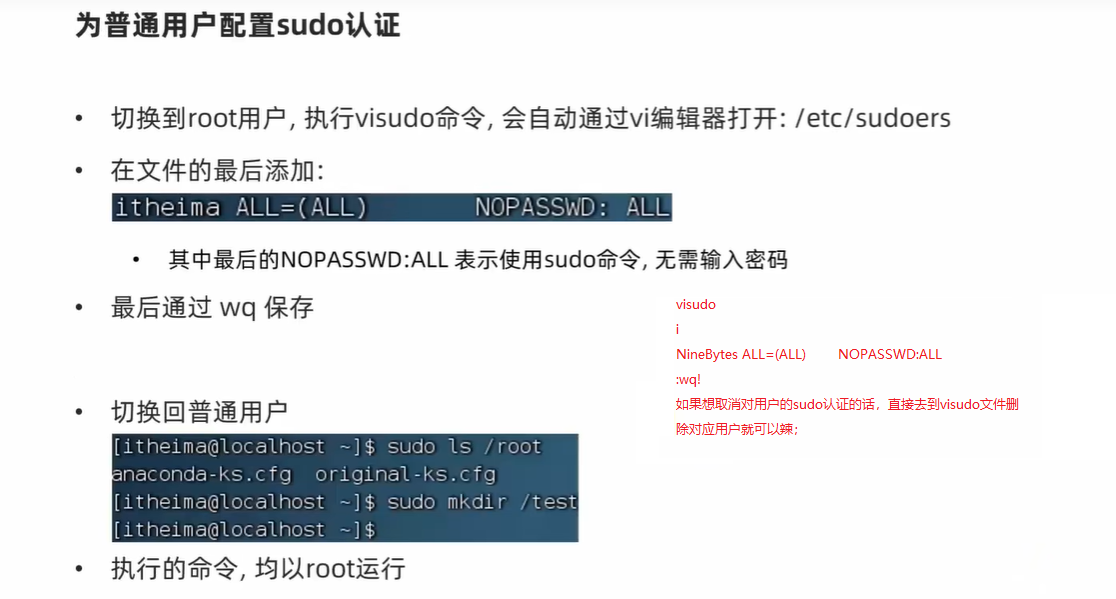 为普通用户配置sudo认证
• 切换到root用户, 执行visudo命令, 会自动通过vi编辑器打开: /etc/sudoers
• 在文件的最后添加:
itheima ALL=(ALL)       NOPASSWD: ALL
• 其中最后的NOPASSWD:ALL 表示使用sudo命令, 无需输入密码
• 最后通过 wq 保存
visudo
i
NineBytes ALL=(ALL)       NOPASSWD:ALL
:wq!
如果想取消对用户的sudo认证的话，直接去到visudo文件删
除对应用户就可以辣；
• 切换回普通用户
[itheima@localhost ~]$ sudo ls /root
anaconda-ks.cfg  original-ks.cfg
[itheima@localhost ~]$ sudo mkdir /test
[itheima@localhost ~]$
• 执行的命令, 均以root运行